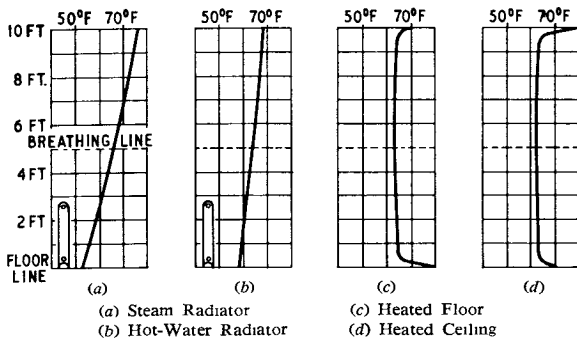 50°F 70°F 50°F 70°F 50°F 70°F 50°F 70°F
10 FT
8 FT.
6 FT
BREATHING LINE
4 FT
2 FT
FLOOR
LINE
(a) (b) (c) (d)
(a) Steam Radiator (c) Heated Floor
(b) Hot-Water Radiator (d) Heated Ceiling